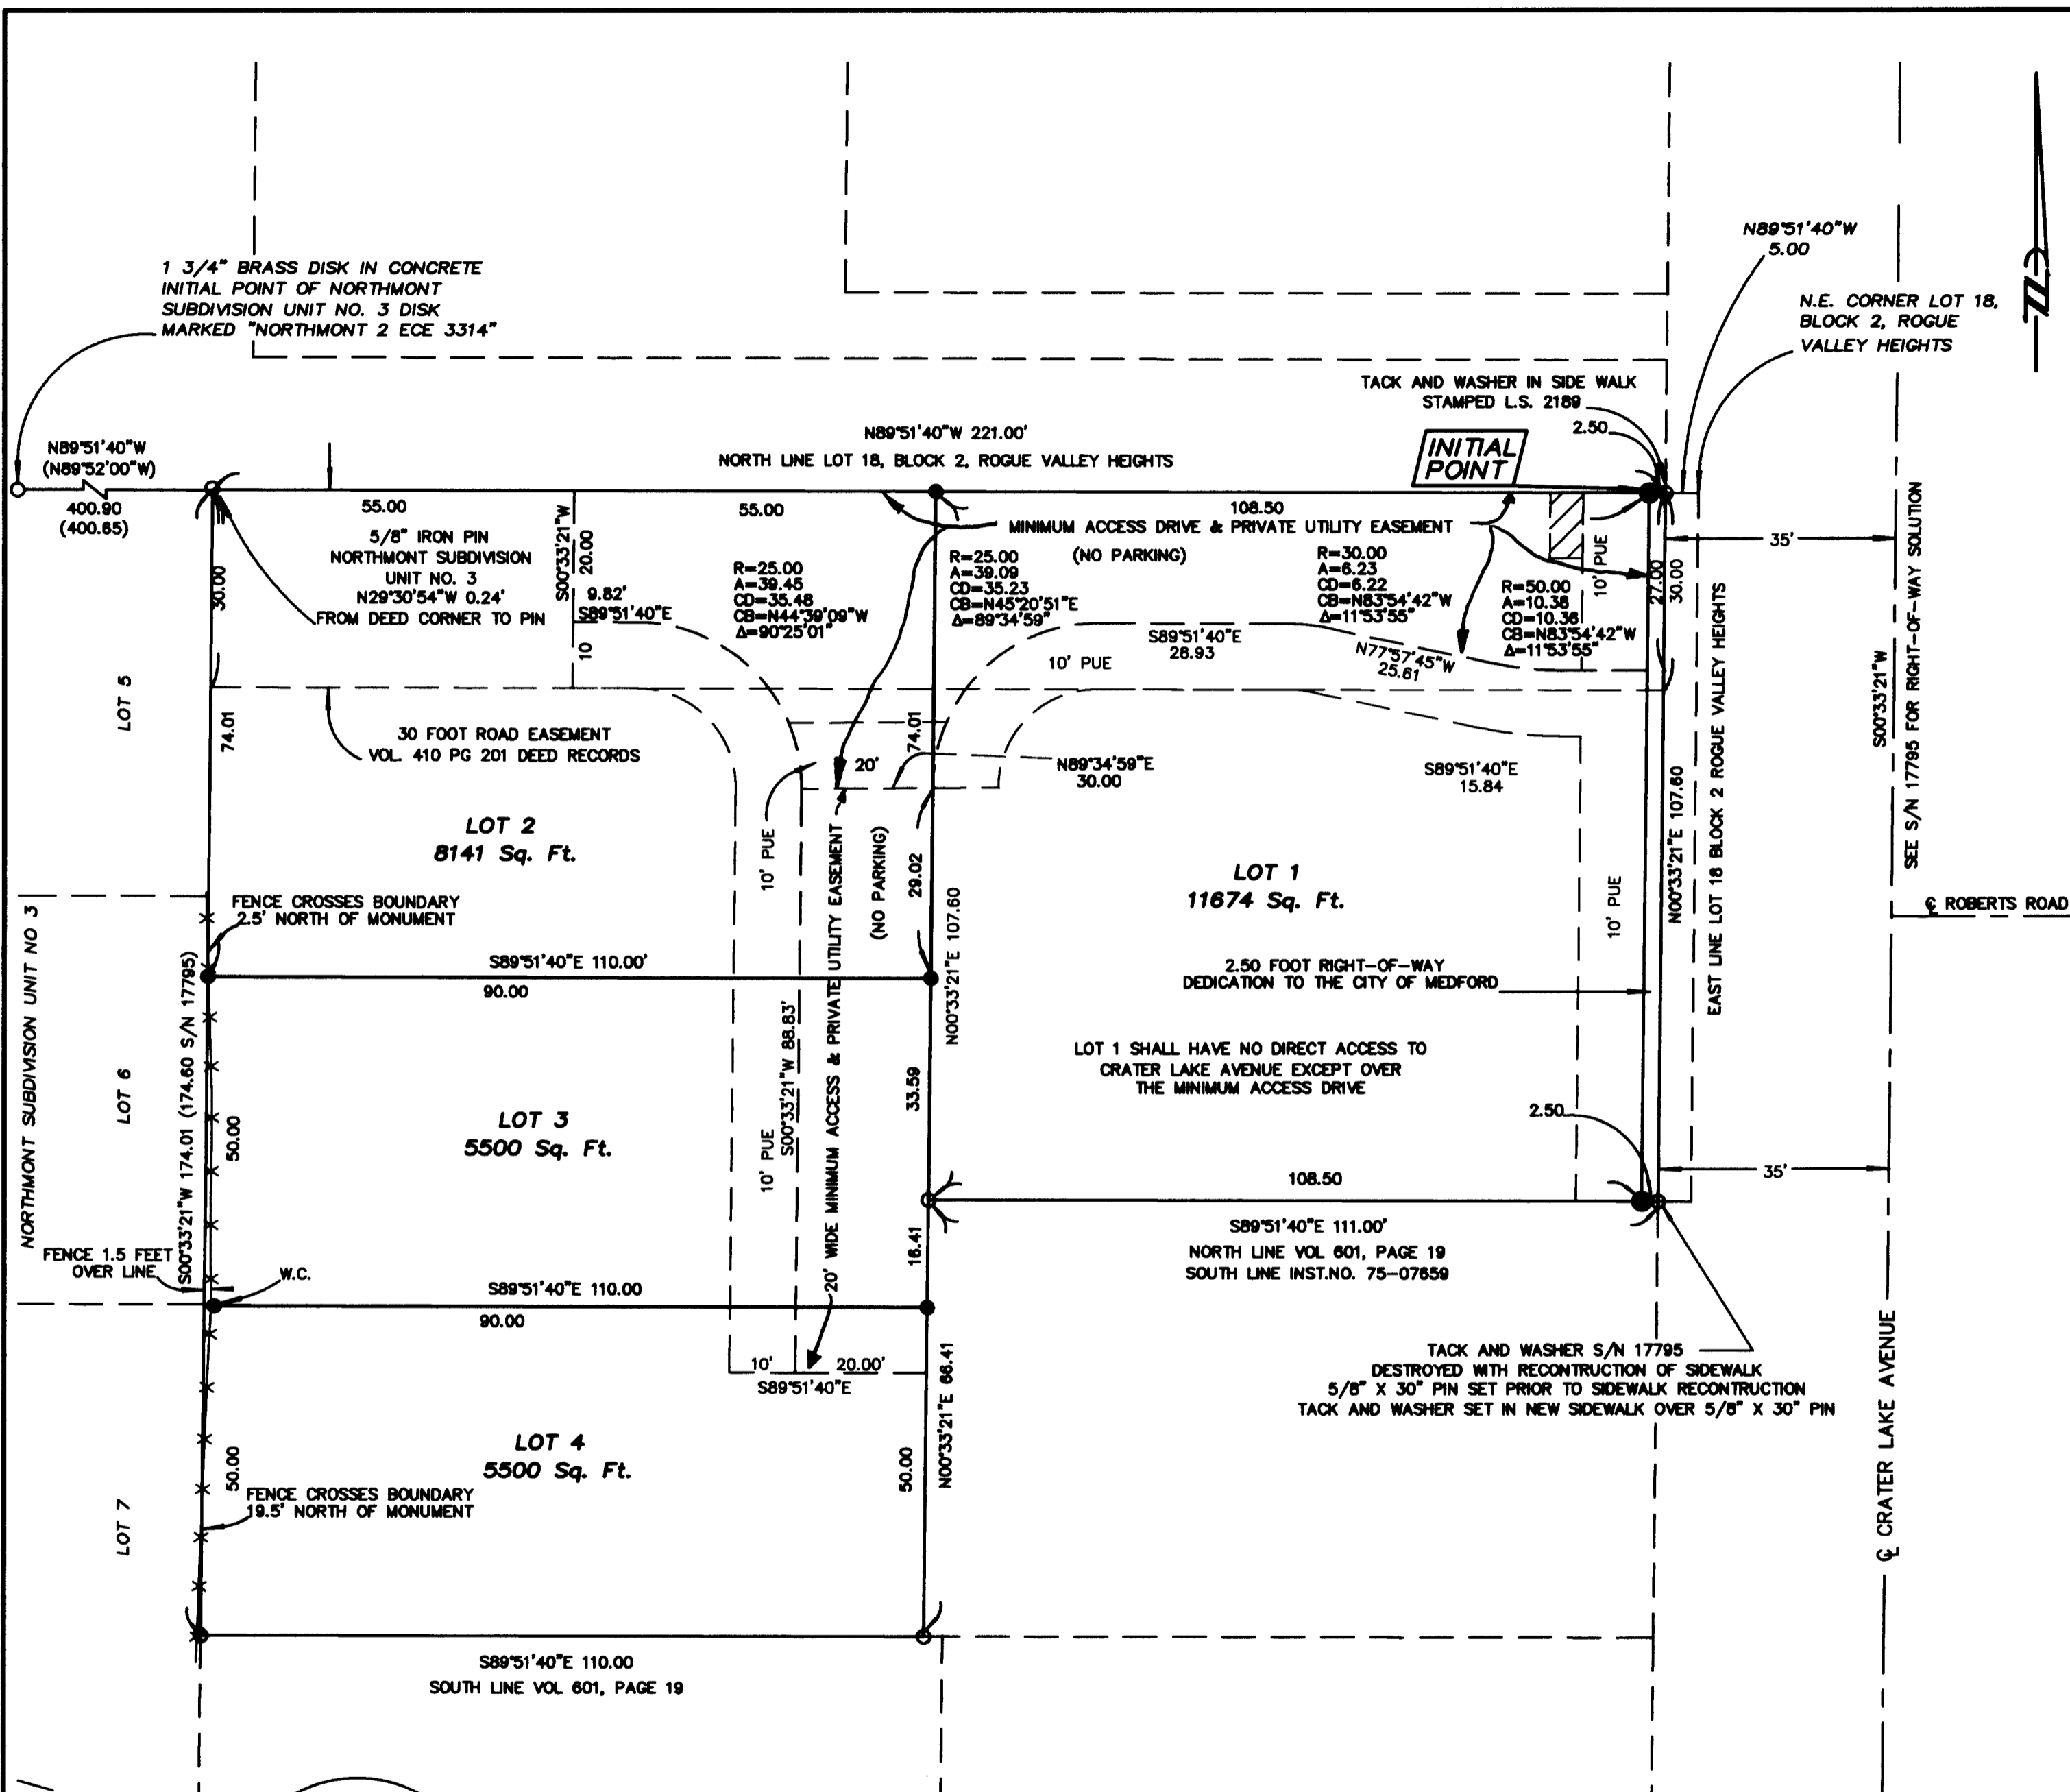 N89°51'40"W
5.00
1 3/4" BRASS DISK IN CONCRETE
INITIAL POINT OF NORTHMONT
SUBDIVISION UNIT NO. 3 DISK
MARKED "NORTHMONT 2 ECE 3314"
N.E. CORNER LOT 18,
BLOCK 2, ROGUE
VALLEY HEIGHTS
TACK AND WASHER IN SIDE WALK
STAMPED L.S. 2189
2.50
N89°51'40"W
(N89°52'00"W)
400.90
(400.65)
N89°51'40"W 221.00'
NORTH LINE LOT 18, BLOCK 2, ROGUE VALLEY HEIGHTS
INITIAL
POINT
55.00
55.00
108.50
5/8" IRON PIN
NORTHMONT SUBDIVISION
UNIT NO. 3
N29°30'54"W 0.24'
FROM DEED CORNER TO PIN
30.00
S00°33'21"W
20.00
9.82'
S89°51'40"E
10
MINIMUM ACCESS DRIVE & PRIVATE UTILITY EASEMENT
(NO PARKING)
R=25.00
A=39.45
CD=35.48
CB=N44°39'09"W
Δ=90°25'01"
R=25.00
A=39.09
CD=35.23
CB=N45°20'51"E
Δ=89°34'59"
R=30.00
A=6.23
CD=6.22
CB=N83°54'42"W
Δ=11°53'55"
R=50.00
A=10.38
CD=10.36
CB=N83°54'42"W
Δ=11°53'55"
10' PUE
27.00
30.00
35'
S89°51'40"E
28.93
N77°57'45"W
25.61
10' PUE
LOT 5
74.01
30 FOOT ROAD EASEMENT
VOL. 410 PG 201 DEED RECORDS
74.01
20'
N89°34'59"E
30.00
S89°51'40"E
15.84
LOT 2
8141 Sq. Ft.
10' PUE
20' WIDE MINIMUM ACCESS & PRIVATE UTILITY EASEMENT
(NO PARKING)
29.02
N00°33'21"E 107.60
LOT 1
11674 Sq. Ft.
10' PUE
N00°33'21"E 107.60
EAST LINE LOT 18 BLOCK 2 ROGUE VALLEY HEIGHTS
S00°33'21"W
SEE S/N 17795 FOR RIGHT-OF-WAY SOLUTION
℄ ROBERTS ROAD
FENCE CROSSES BOUNDARY
2.5' NORTH OF MONUMENT
S89°51'40"E 110.00'
90.00
2.50 FOOT RIGHT-OF-WAY
DEDICATION TO THE CITY OF MEDFORD
LOT 1 SHALL HAVE NO DIRECT ACCESS TO
CRATER LAKE AVENUE EXCEPT OVER
THE MINIMUM ACCESS DRIVE
NORTHMONT SUBDIVISION UNIT NO 3
LOT 6
S00°33'21"W 174.01 (174.60 S/N 17795)
50.00
LOT 3
5500 Sq. Ft.
10' PUE
S00°33'21"W 88.83'
33.59
2.50
35'
108.50
S89°51'40"E 111.00'
NORTH LINE VOL 601, PAGE 19
SOUTH LINE INST.NO. 75-07659
16.41
FENCE 1.5 FEET
OVER LINE
W.C.
S89°51'40"E 110.00
90.00
10'
20.00'
S89°51'40"E
N00°33'21"E 66.41
TACK AND WASHER S/N 17795
DESTROYED WITH RECONTRUCTION OF SIDEWALK
5/8" X 30" PIN SET PRIOR TO SIDEWALK RECONTRUCTION
TACK AND WASHER SET IN NEW SIDEWALK OVER 5/8" X 30" PIN
℄ CRATER LAKE AVENUE
LOT 4
5500 Sq. Ft.
50.00
50.00
FENCE CROSSES BOUNDARY
19.5' NORTH OF MONUMENT
LOT 7
S89°51'40"E 110.00
SOUTH LINE VOL 601, PAGE 19